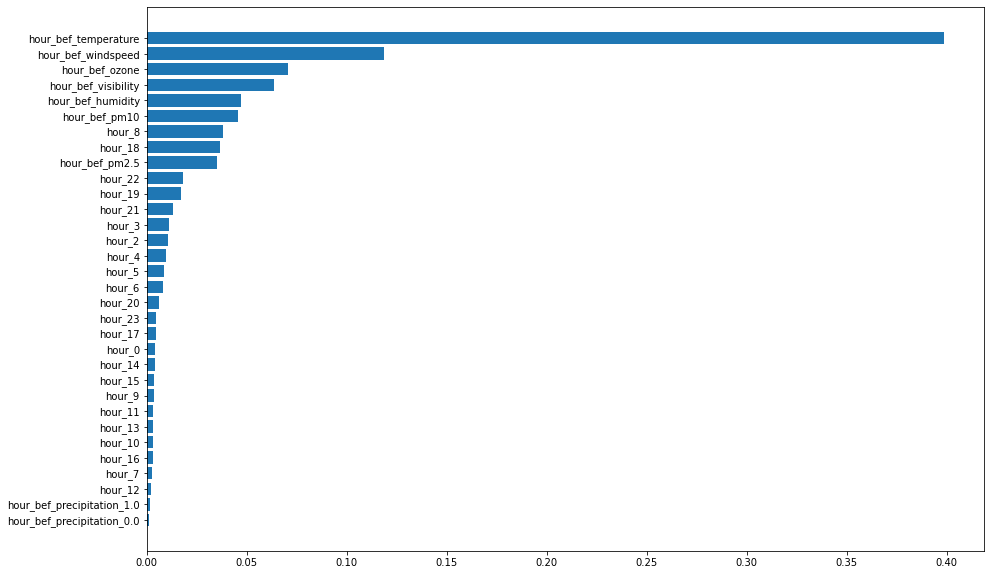 hour_bef_temperature
hour_bef_windspeed
hour_bef_ozone
hour_bef_visibility
hour_bef_humidity
hour_bef_pm10
hour_8
hour_18
hour_bef_pm2.5
hour_22
hour_19
hour_21
hour_3
hour_2
hour_4
hour_5
hour_6
hour_20
hour_23
hour_17
hour_0
hour_14
hour_15
hour_9
hour_11
hour_13
hour_10
hour_16
hour_7
hour_12
hour_bef_precipitation_1.0
hour_bef_precipitation_0.0
0.00 0.05 0.10 0.15 0.20 0.25 0.30 0.35 0.40